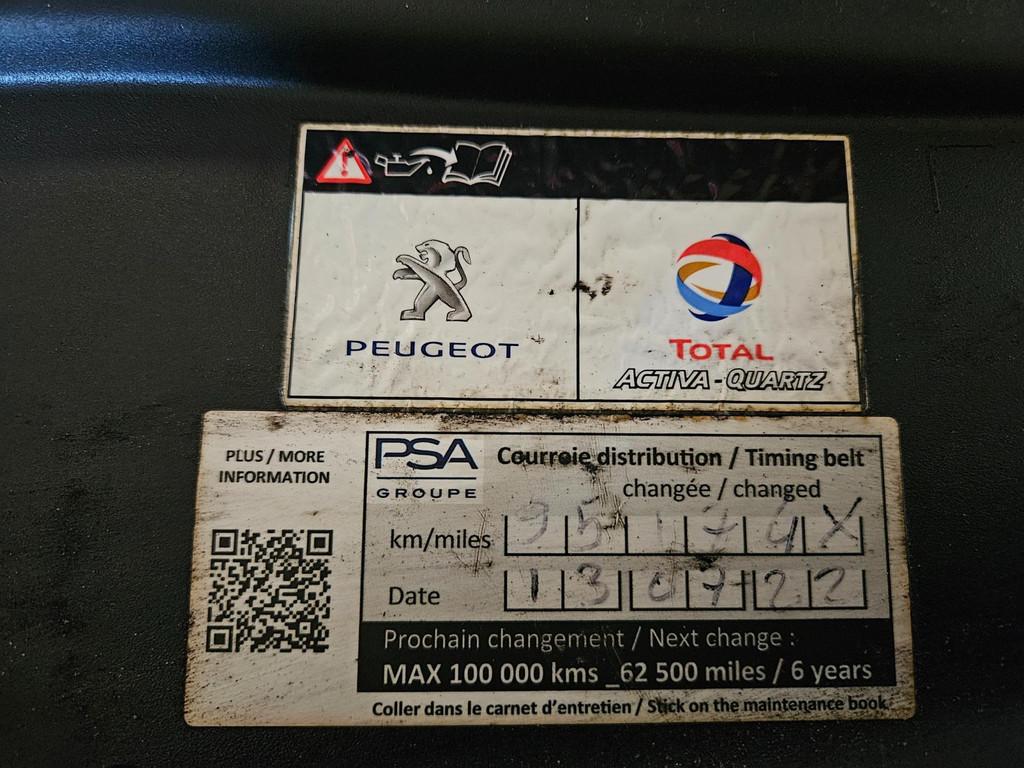 PEUGEOT
TOTAL
ACTIVA-QUARTZ
PLUS / MORE
INFORMATION
PSA
GROUPE
Courroie distribution / Timing belt
changée / changed
km/miles 95174X
Date 130722
Prochain changement / Next change :
MAX 100 000 kms _62 500 miles / 6 years
Coller dans le carnet d'entretien / Stick on the maintenance book.